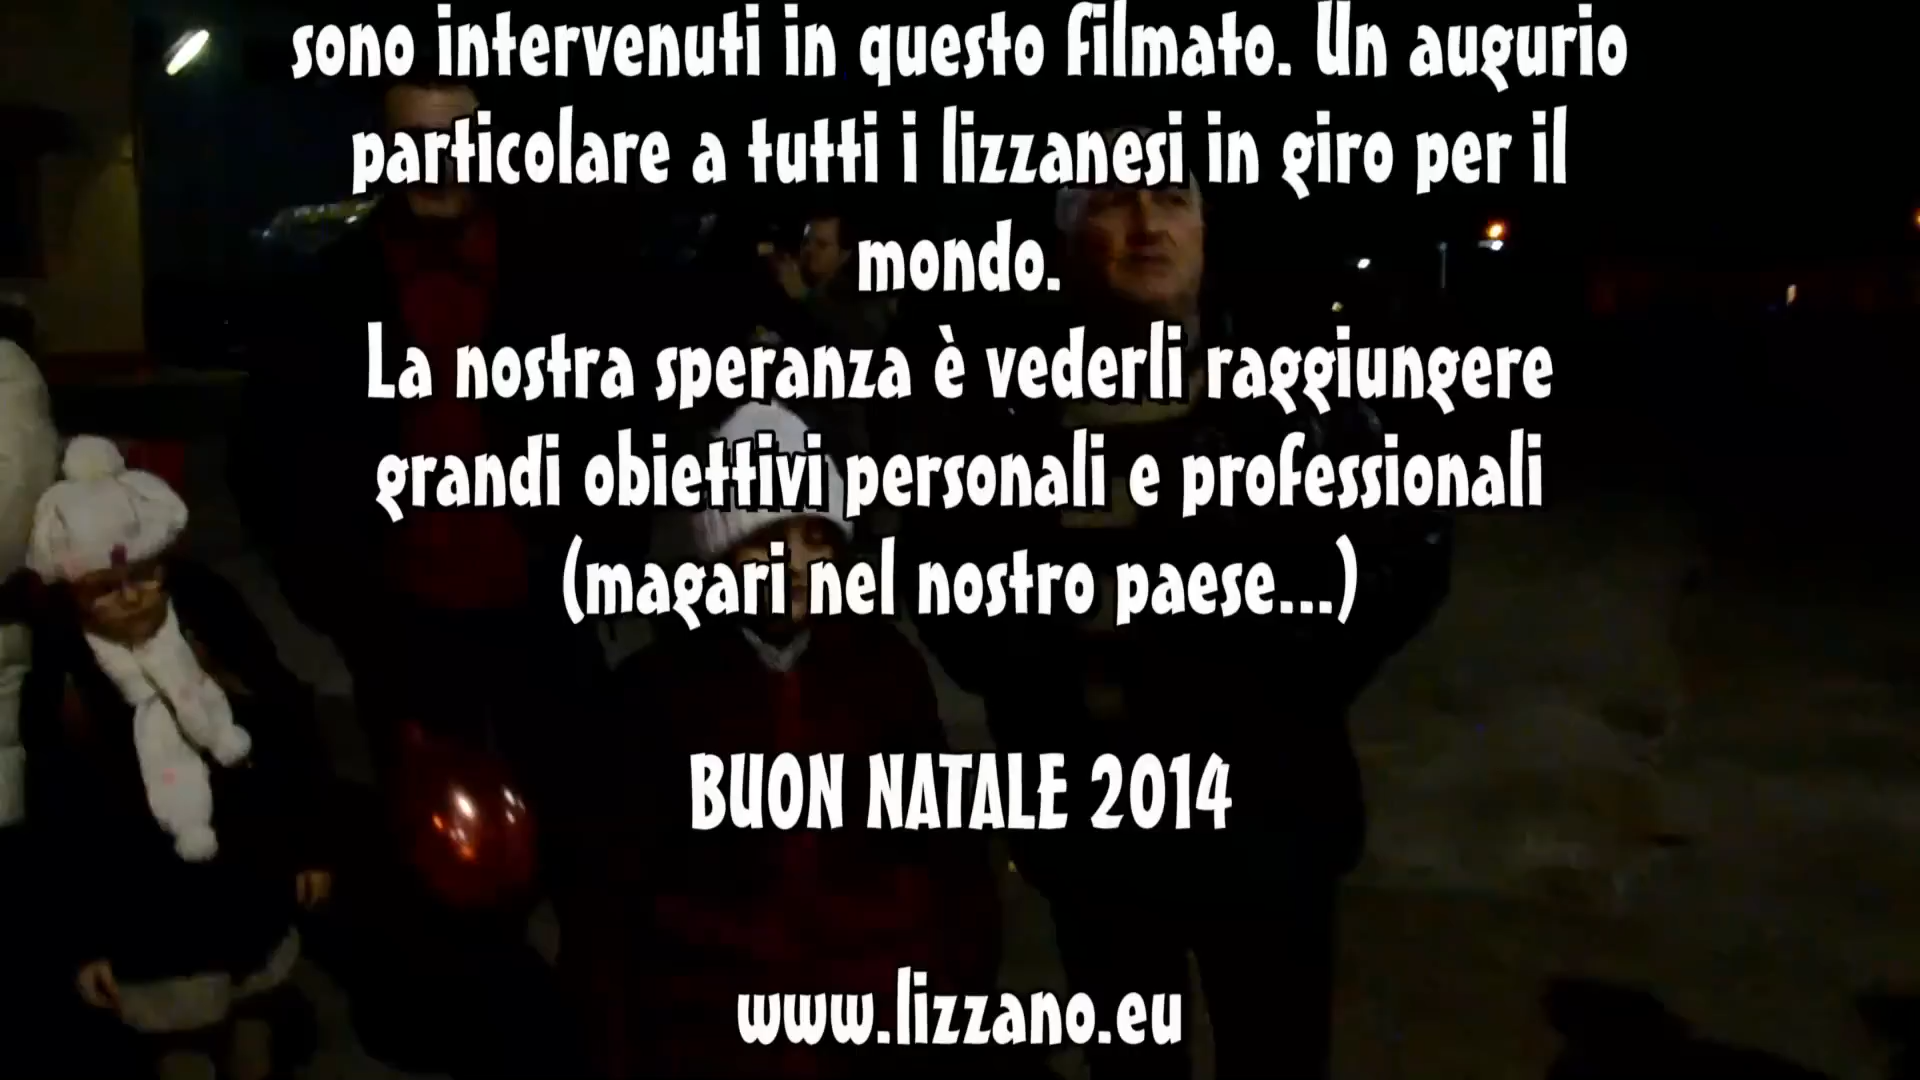 sono intervenuti in questo filmato. Un augurio
particolare a tutti i lizzanesi in giro per il
mondo.
La nostra speranza è vederli raggiungere
grandi obiettivi personali e professionali
(magari nel nostro paese...)
BUON NATALE 2014
www.lizzano.eu